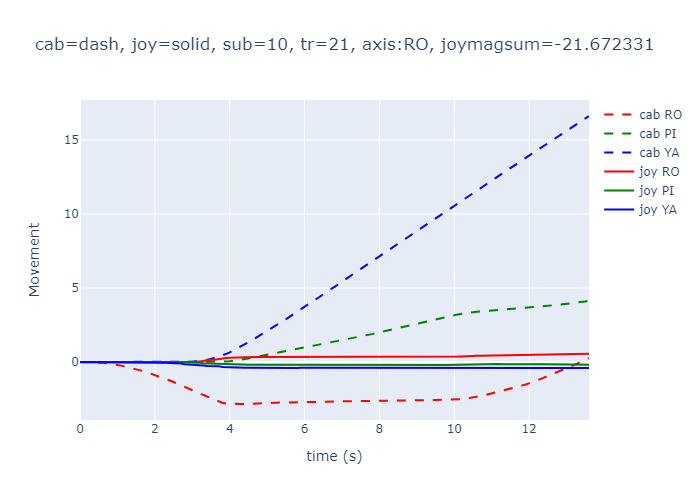 cab=dash, joy=solid, sub=10, tr=21, axis:RO, joymagsum=-21.672331
cab RO
cab PI
cab YA
joy RO
joy PI
joy YA
Movement
15
10
5
0
0
2
4
6
8
10
12
time (s)